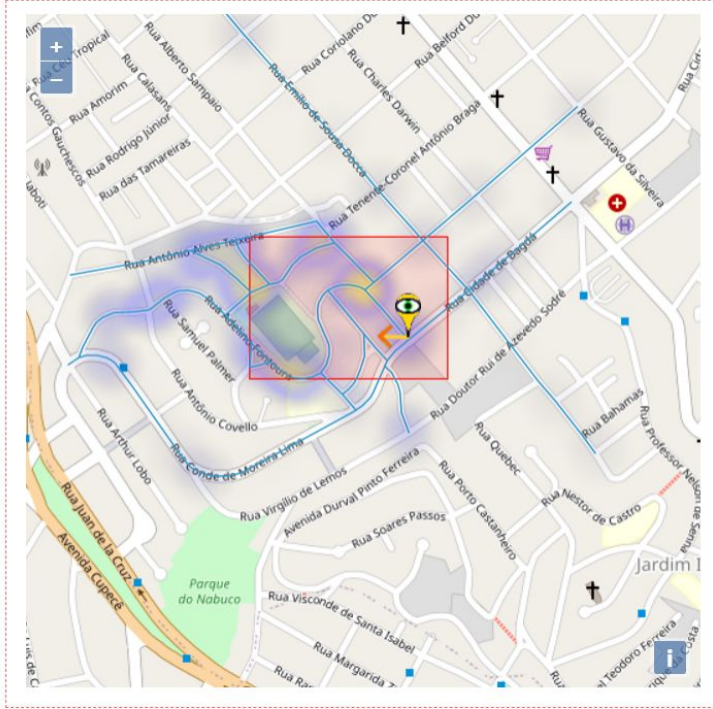 +
−
Rua Céu Tropical
Rua Alberto Sampaio
Rua Calasans
Rua Amorim
Contos Gauchescos
Rua Rodrigo Júnior
Rua das Tamareiras
Rua Coriolano Du
Rua Belford Du
Rua Charles Darwin
Rua Emílio de Sousa Docca
Rua Tenente-Coronel Antônio Braga
Rua Gustavo da Silveira
Rua Cida
H
Rua Antônio Alves Teixeira
Rua Cidade de Bagdá
Rua Adelino Fontoura
Rua Samuel Palmer
Rua Doutor Rui de Azevedo Sodré
Rua Antônio Covello
Rua Arthur Lobo
Rua Conde de Moreira Lima
Rua Bahamas
Rua Quebec
Rua Professor Nelson de Senna
Rua Virgílio de Lemos
Avenida Durval Pinto Ferreira
Rua Porto Castanheiro
Rua Nestor de Castro
Rua Soares Passos
Rua Juan de la Cruz
Avenida Cupecê
Parque
do Nabuco
Jardim I
Rua Visconde de Santa Isabel
Rua Margarida
Teodoro Ferreira
i